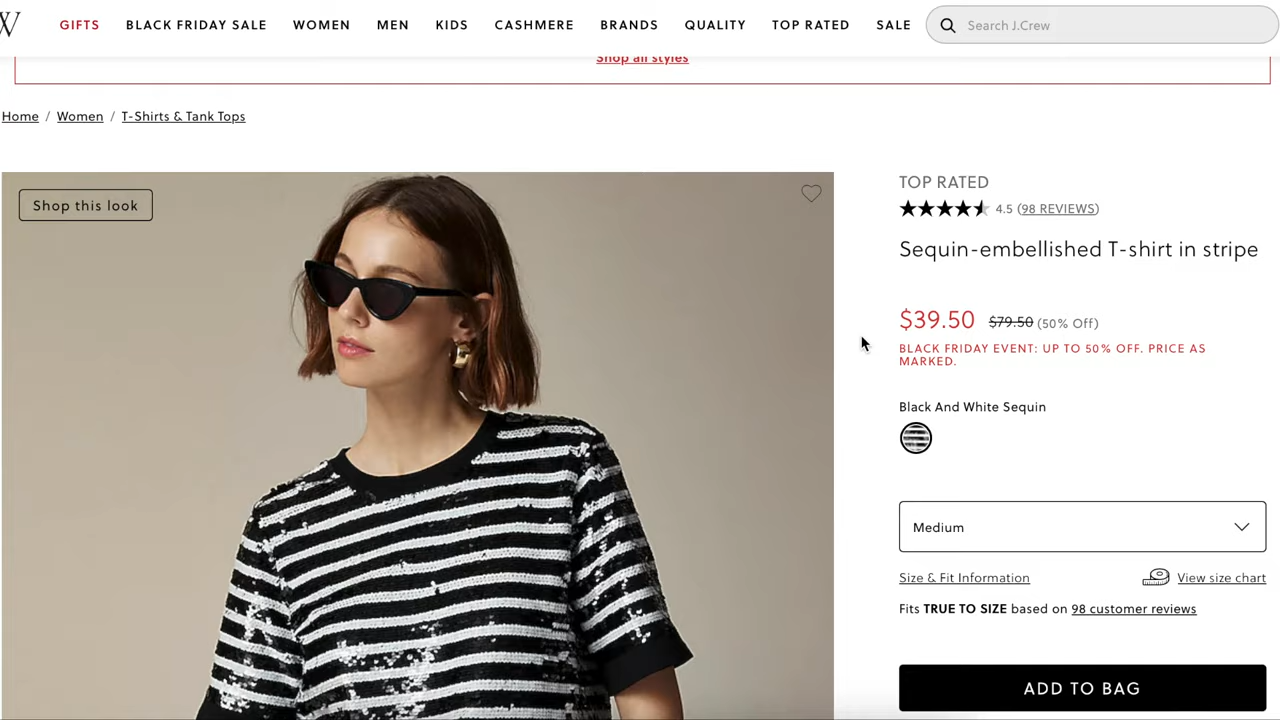 W
GIFTS BLACK FRIDAY SALE WOMEN MEN KIDS CASHMERE BRANDS QUALITY TOP RATED SALE Search J.Crew
Shop all styles
Home / Women / T-Shirts & Tank Tops
Shop this look
TOP RATED
4.5 (98 REVIEWS)
Sequin-embellished T-shirt in stripe
$39.50 $79.50 (50% Off)
BLACK FRIDAY EVENT: UP TO 50% OFF. PRICE AS
MARKED.
Black And White Sequin
Medium
Size & Fit Information View size chart
Fits TRUE TO SIZE based on 98 customer reviews
ADD TO BAG